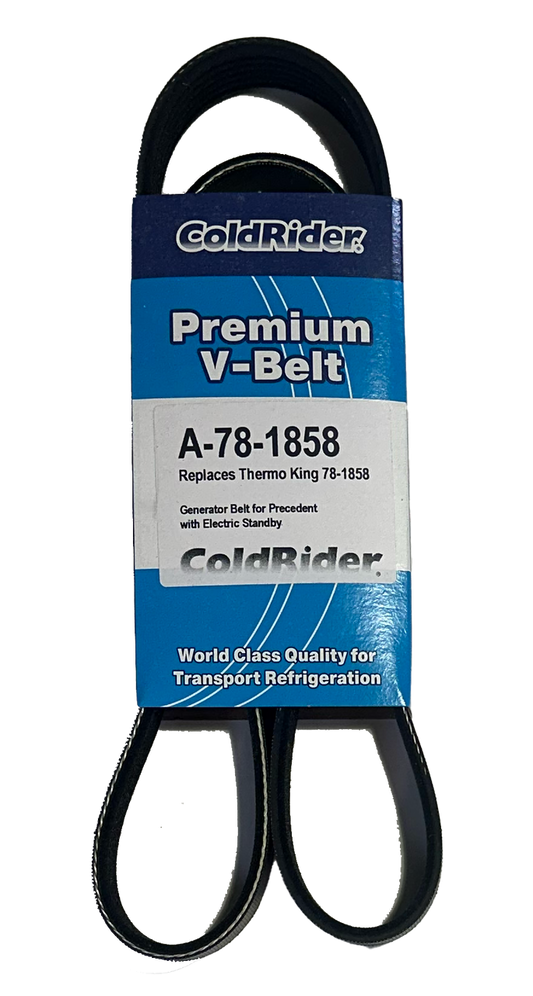 ColdRider.
Premium
V-Belt
A-78-1858
Replaces Thermo King 78-1858
Generator Belt for Precedent
with Electric Standby
ColdRider.
World Class Quality for
Transport Refrigeration